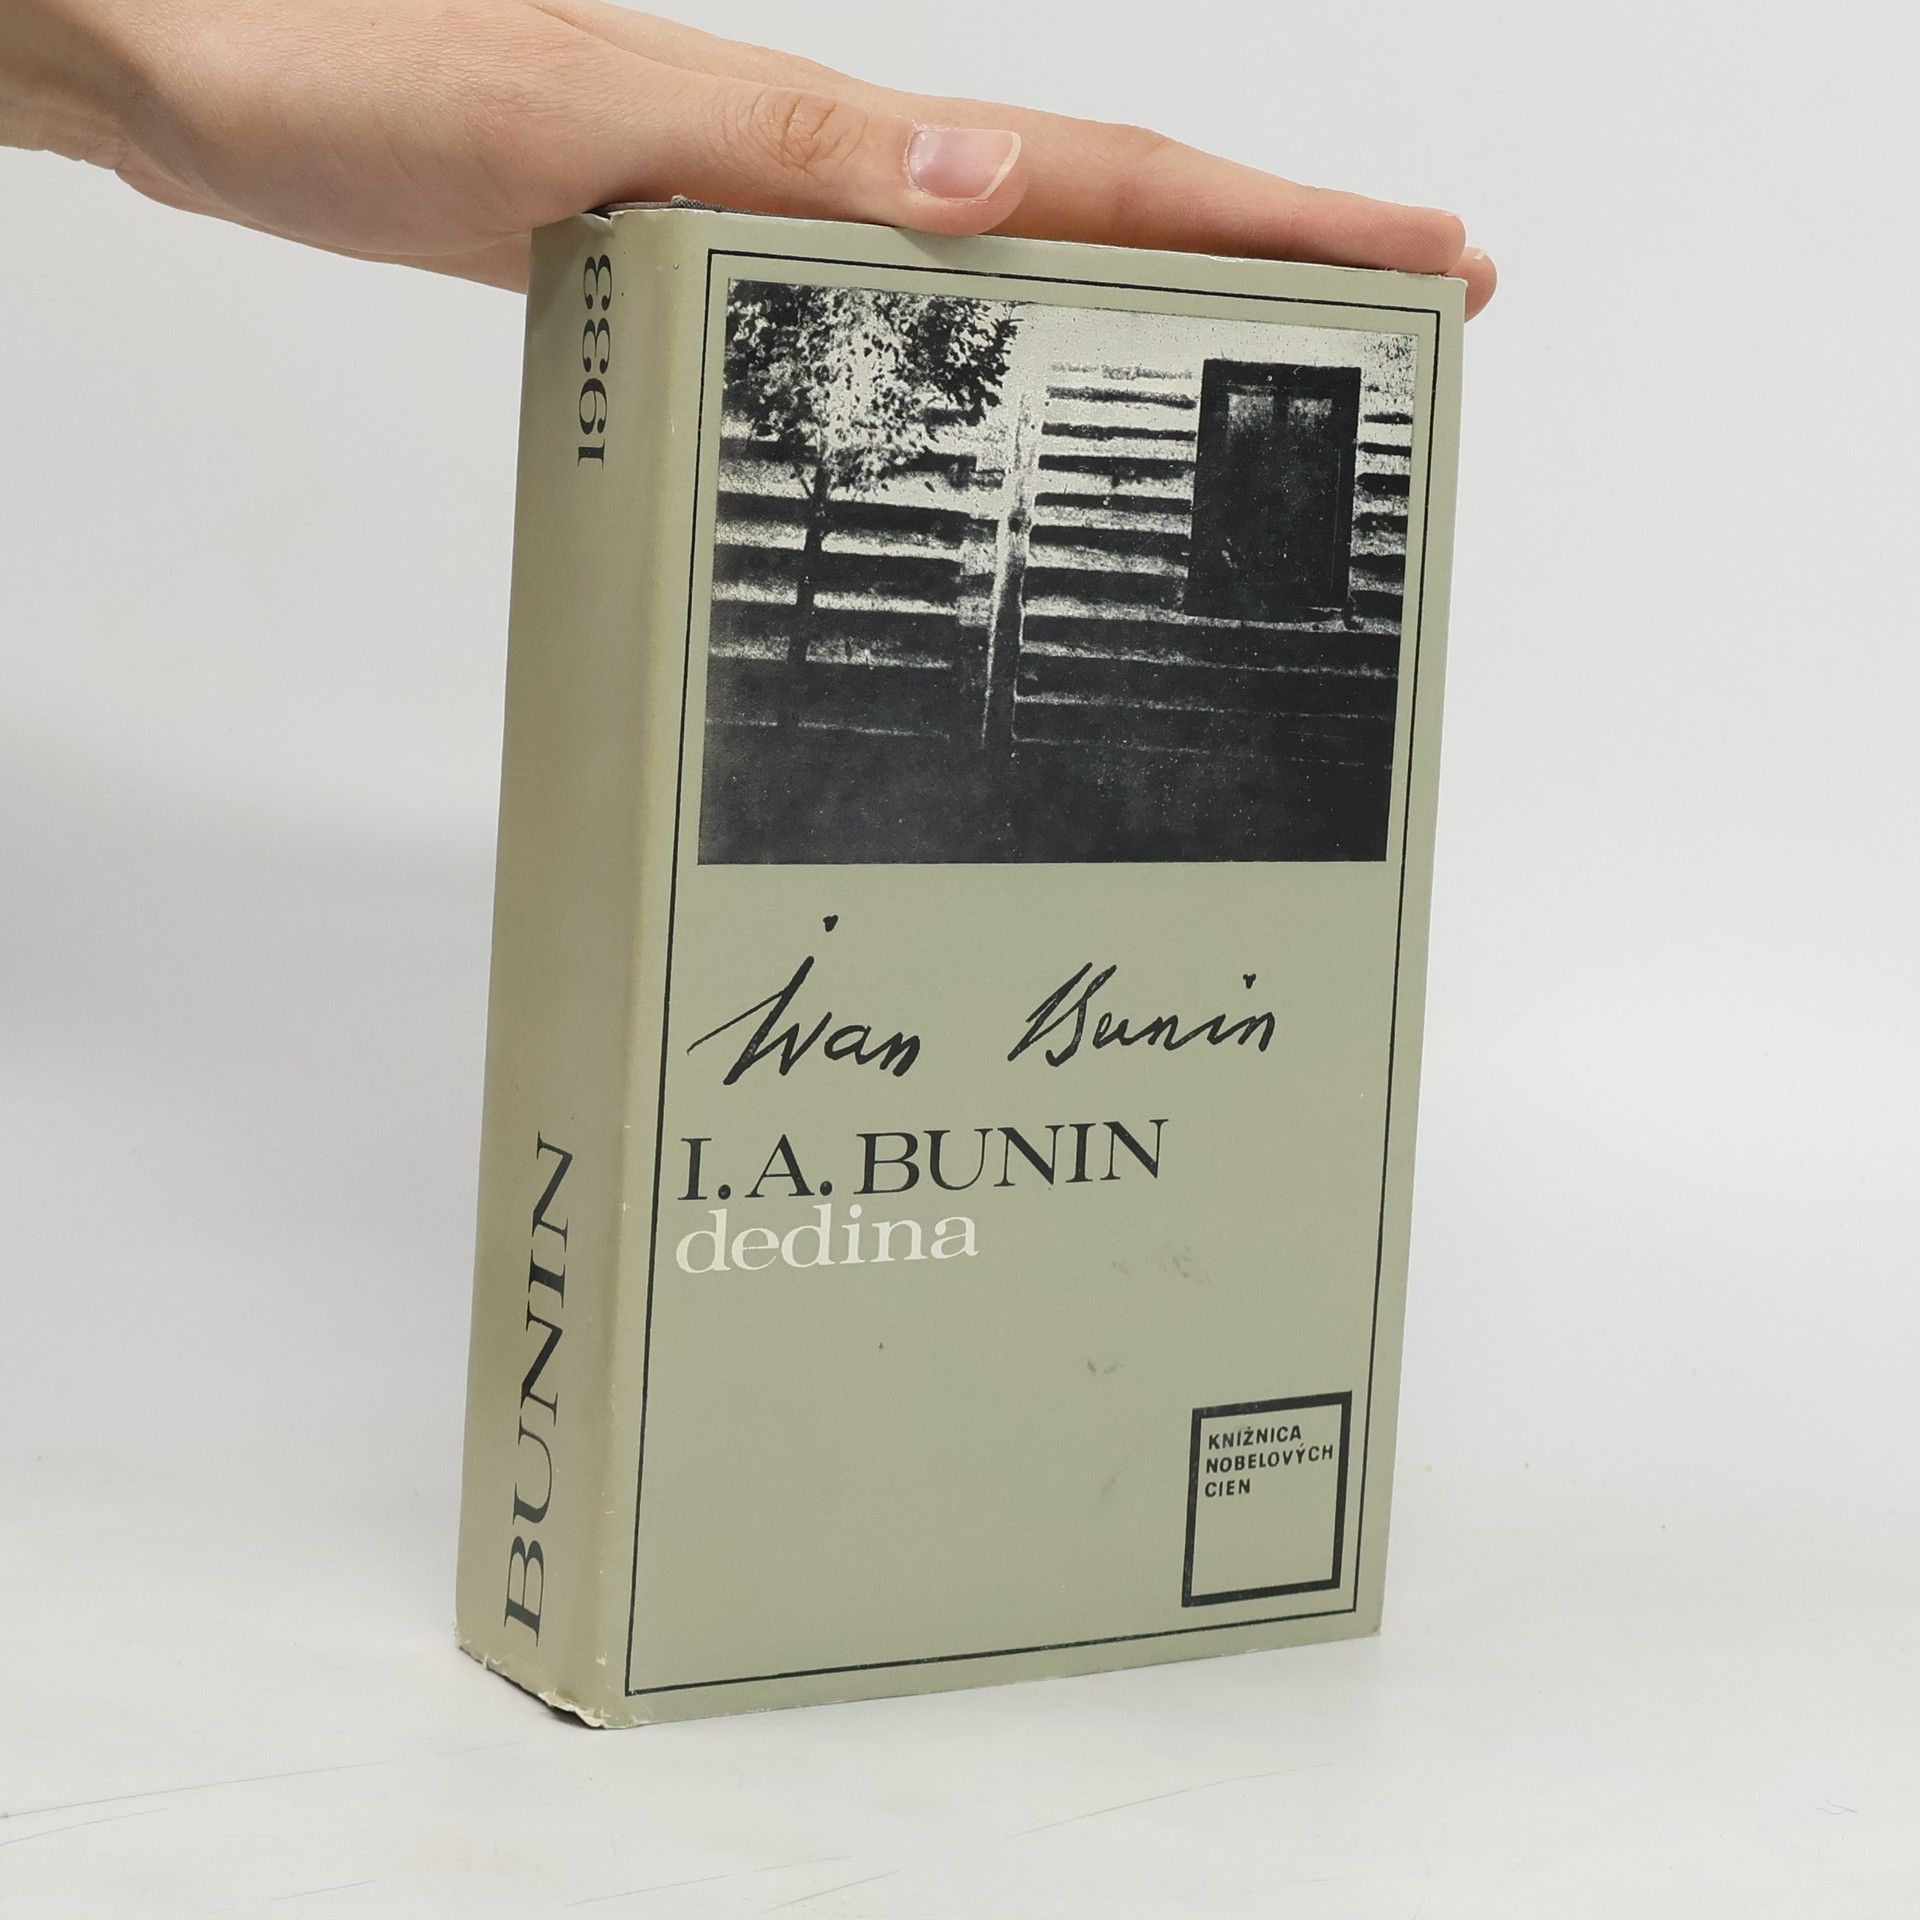 1933
BUNIN
Ivan Bunin
I. A. BUNIN
dedina
KNIŽNICA
NOBELOVÝCH
CIEN